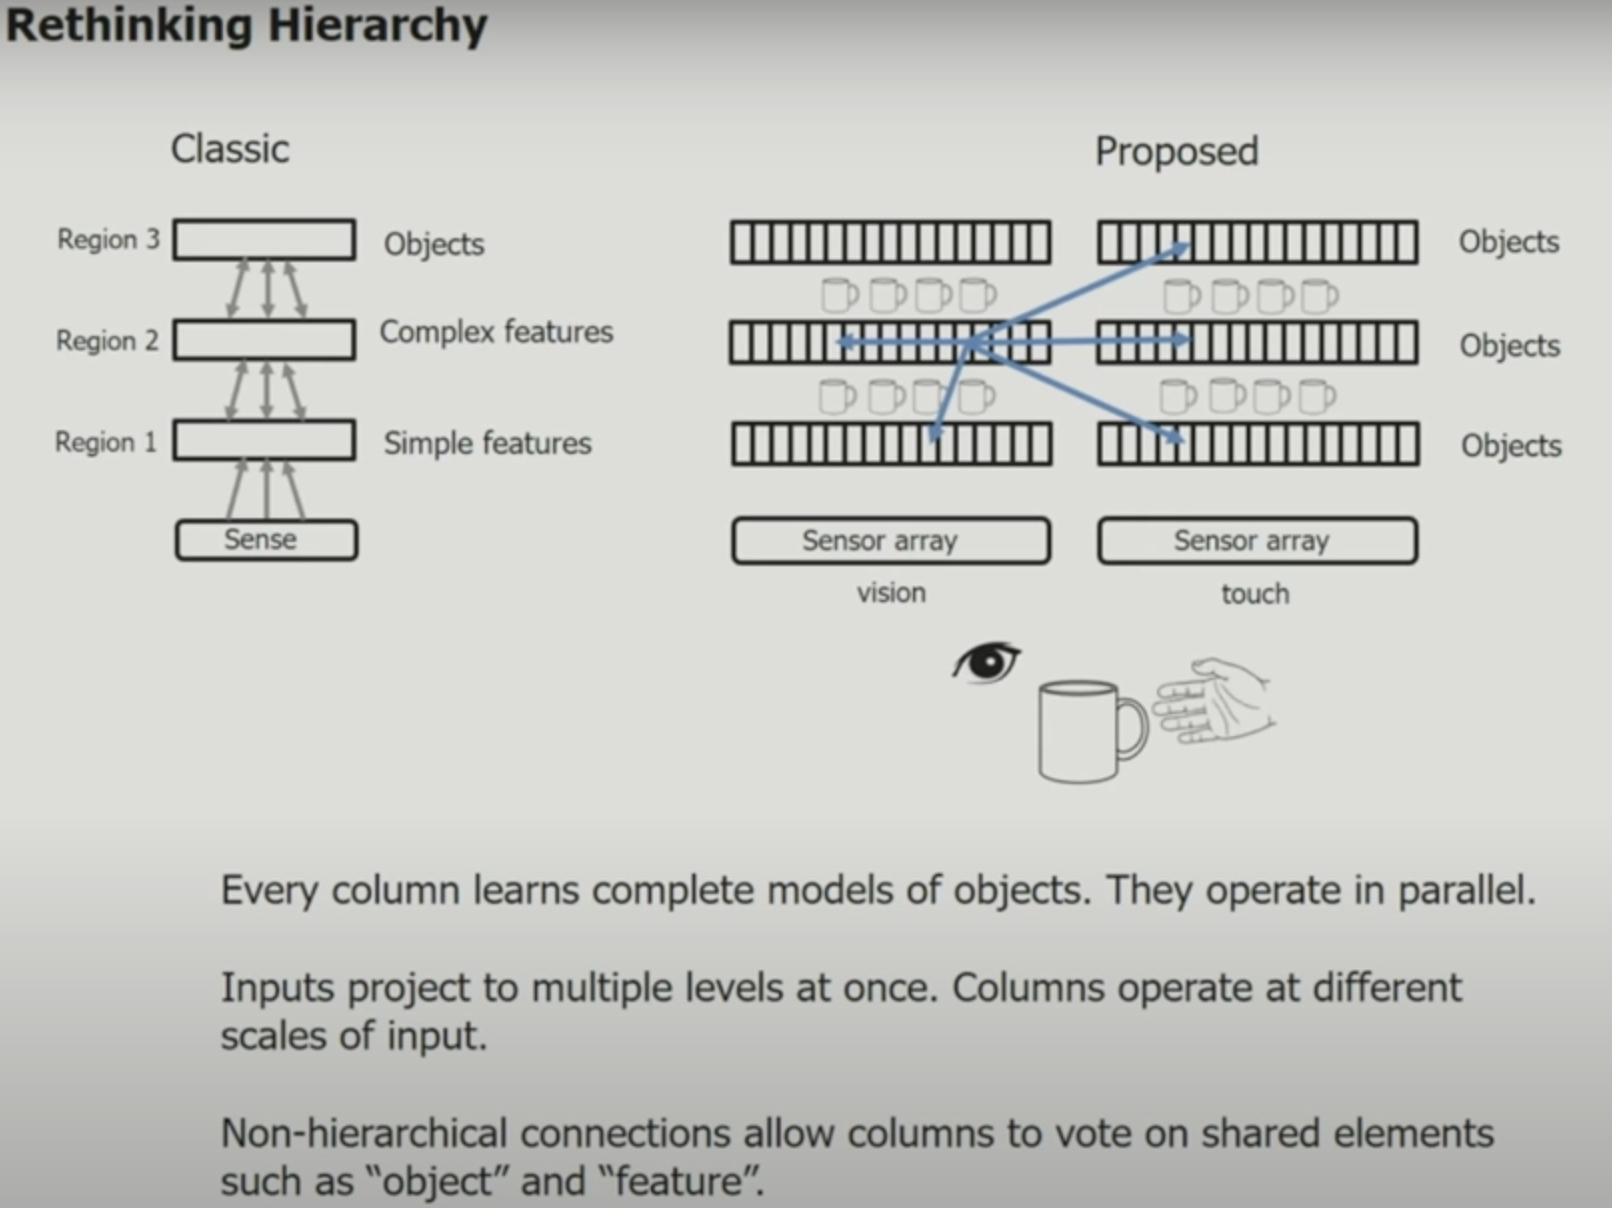 Rethinking Hierarchy
Classic
Proposed
Region 3
Objects
Objects
Region 2
Complex features
Objects
Region 1
Simple features
Objects
Sense
Sensor array
Sensor array
vision
touch
Every column learns complete models of objects. They operate in parallel.
Inputs project to multiple levels at once. Columns operate at different
scales of input.
Non-hierarchical connections allow columns to vote on shared elements
such as “object” and “feature”.